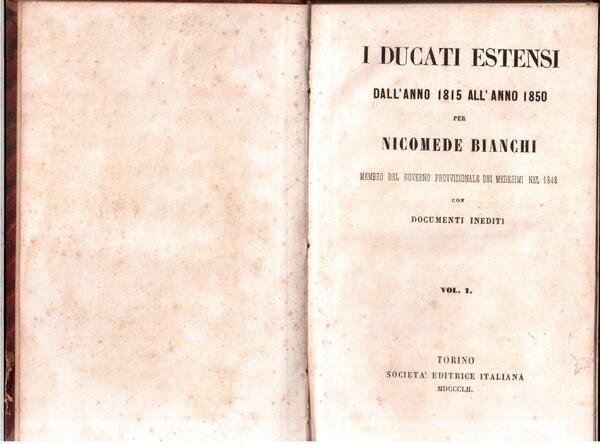 I DUCATI ESTENSI
DALL'ANNO 1815 ALL'ANNO 1850
PER
NICOMEDE BIANCHI
MEMBRO DEL GOVERNO PROVVISIONALE DEI MEDESIMI NEL 1848
CON
DOCUMENTI INEDITI
VOL. I.
TORINO
SOCIETA' EDITRICE ITALIANA
MDCCCLII.